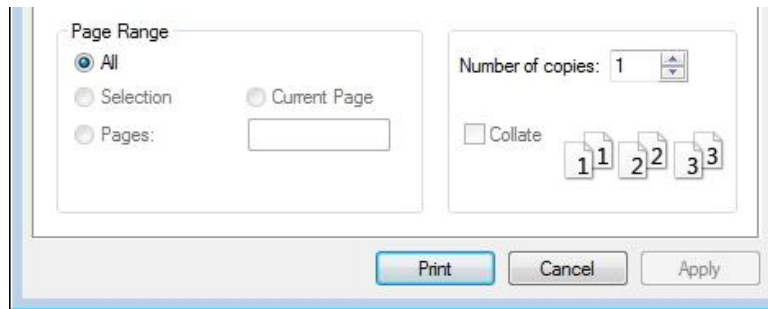 Page Range
All
Selection Current Page
Pages:
Number of copies: 1
Collate
1 1 2 2 3 3
Print Cancel Apply